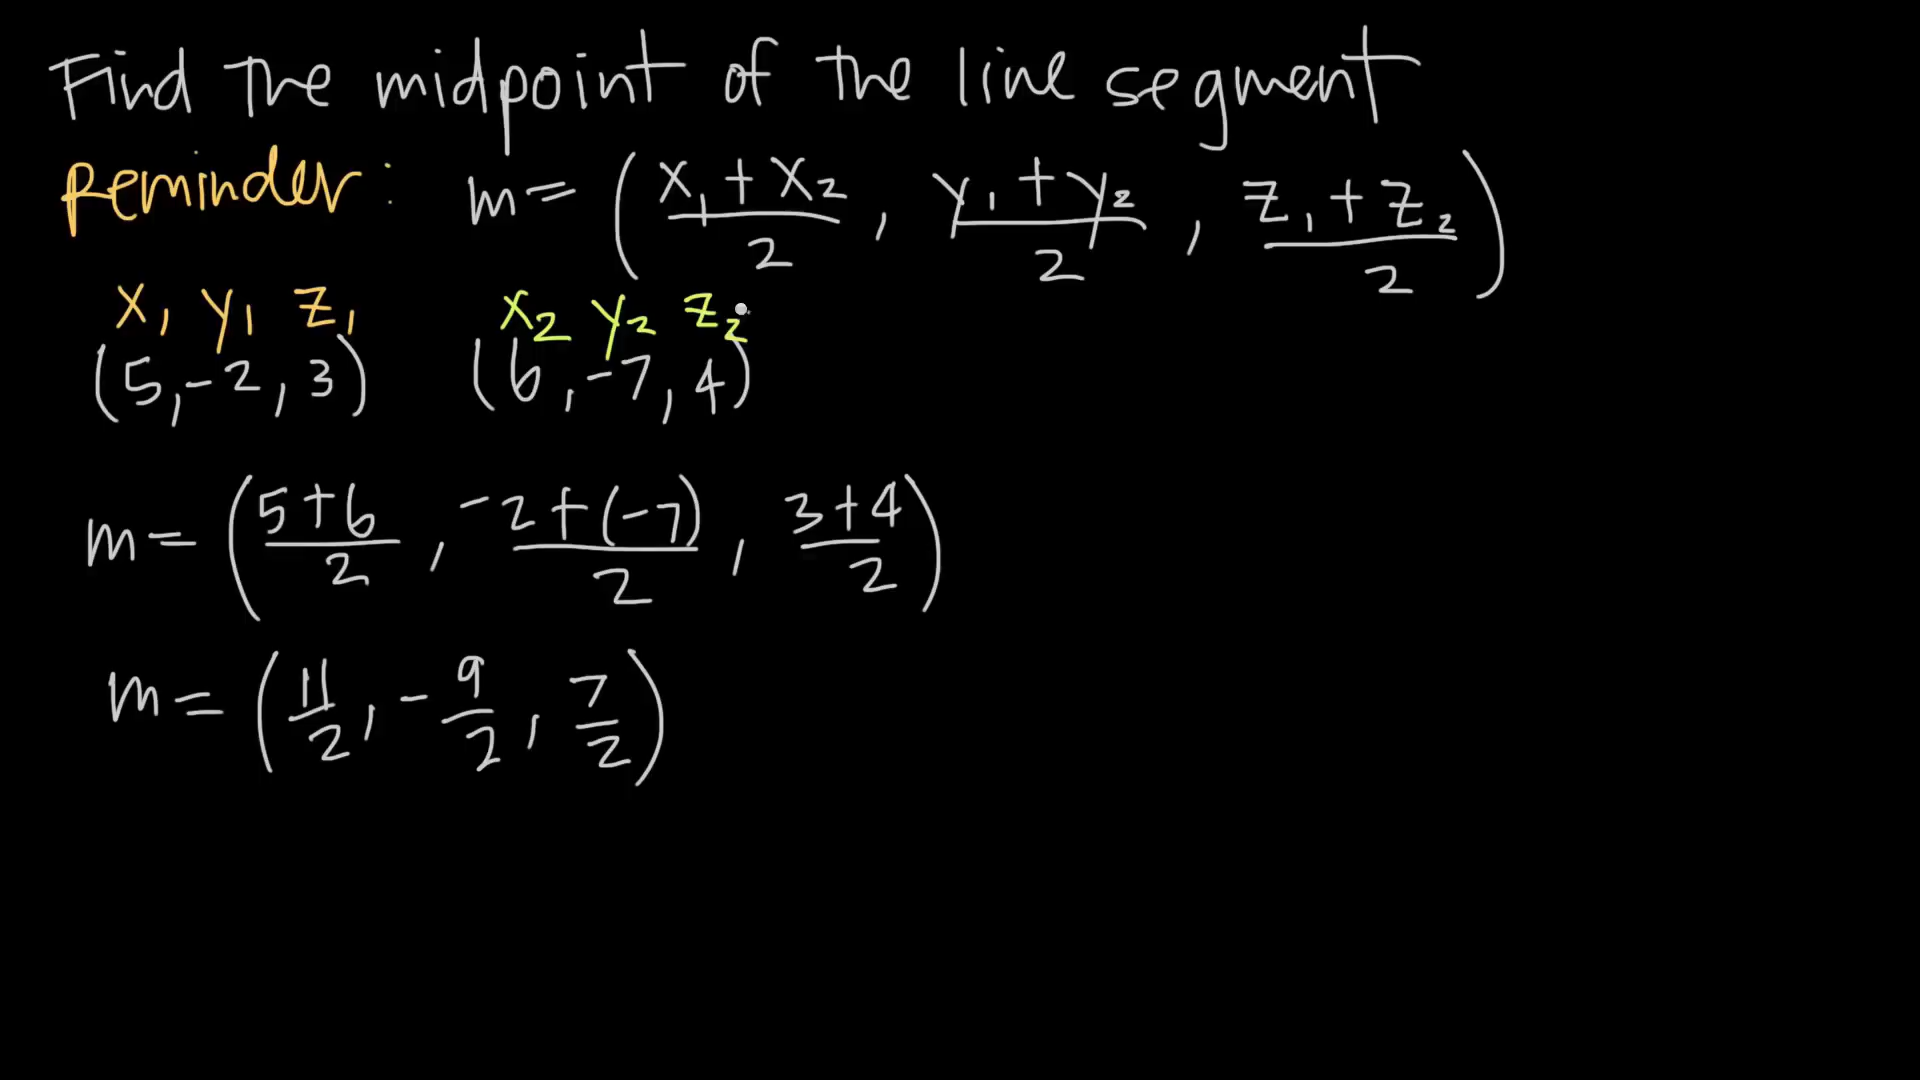 Find the midpoint of the line segment
Reminder: m = ( x₁ + x₂ / 2 , y₁ + y₂ / 2 , z₁ + z₂ / 2 )
x₁ y₁ z₁ x₂ y₂ z₂
(5, -2, 3) (6, -7, 4)
m = ( 5+6 / 2 , -2+(-7) / 2 , 3+4 / 2 )
m = ( 11/2 , - 9/2 , 7/2 )